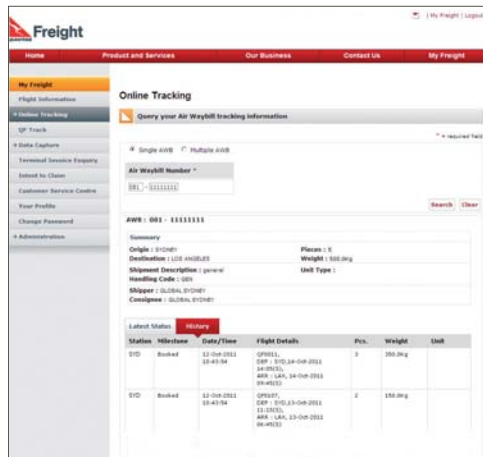 | My Freight | Logout
QANTAS Freight
Home Product and Services Our Business Contact Us My Freight
My Freight
Flight Information
Online Tracking
QF Track
Data Capture
Terminal Invoice Enquiry
Intent to Claim
Customer Service Centre
Your Profile
Change Password
Administration
Online Tracking
Query your Air Waybill tracking information
* = required field
Single AWB Multiple AWB
Air Waybill Number *
081 - 11111111
Search Clear
AWB : 081 - 11111111
Summary
Origin : SYDNEY Pieces : 5
Destination : LOS ANGELES Weight : 500.0Kg
Shipment Description : general Unit Type :
Handling Code : GEN
Shipper : GLOBAL SYDNEY
Consignee : GLOBAL SYDNEY
Latest Status History
Station Milestone Date/Time Flight Details Pcs. Weight Unit
SYD Booked 12-Oct-2011 QF0011, 3 350.0Kg
10:43:54 DEP : SYD,14-Oct-2011
14:05(S),
ARR : LAX, 14-Oct-2011
09:45(S)
SYD Booked 12-Oct-2011 QF0107, 2 150.0Kg
10:43:54 DEP : SYD,13-Oct-2011
11:15(S),
ARR : LAX, 13-Oct-2011
06:45(S)